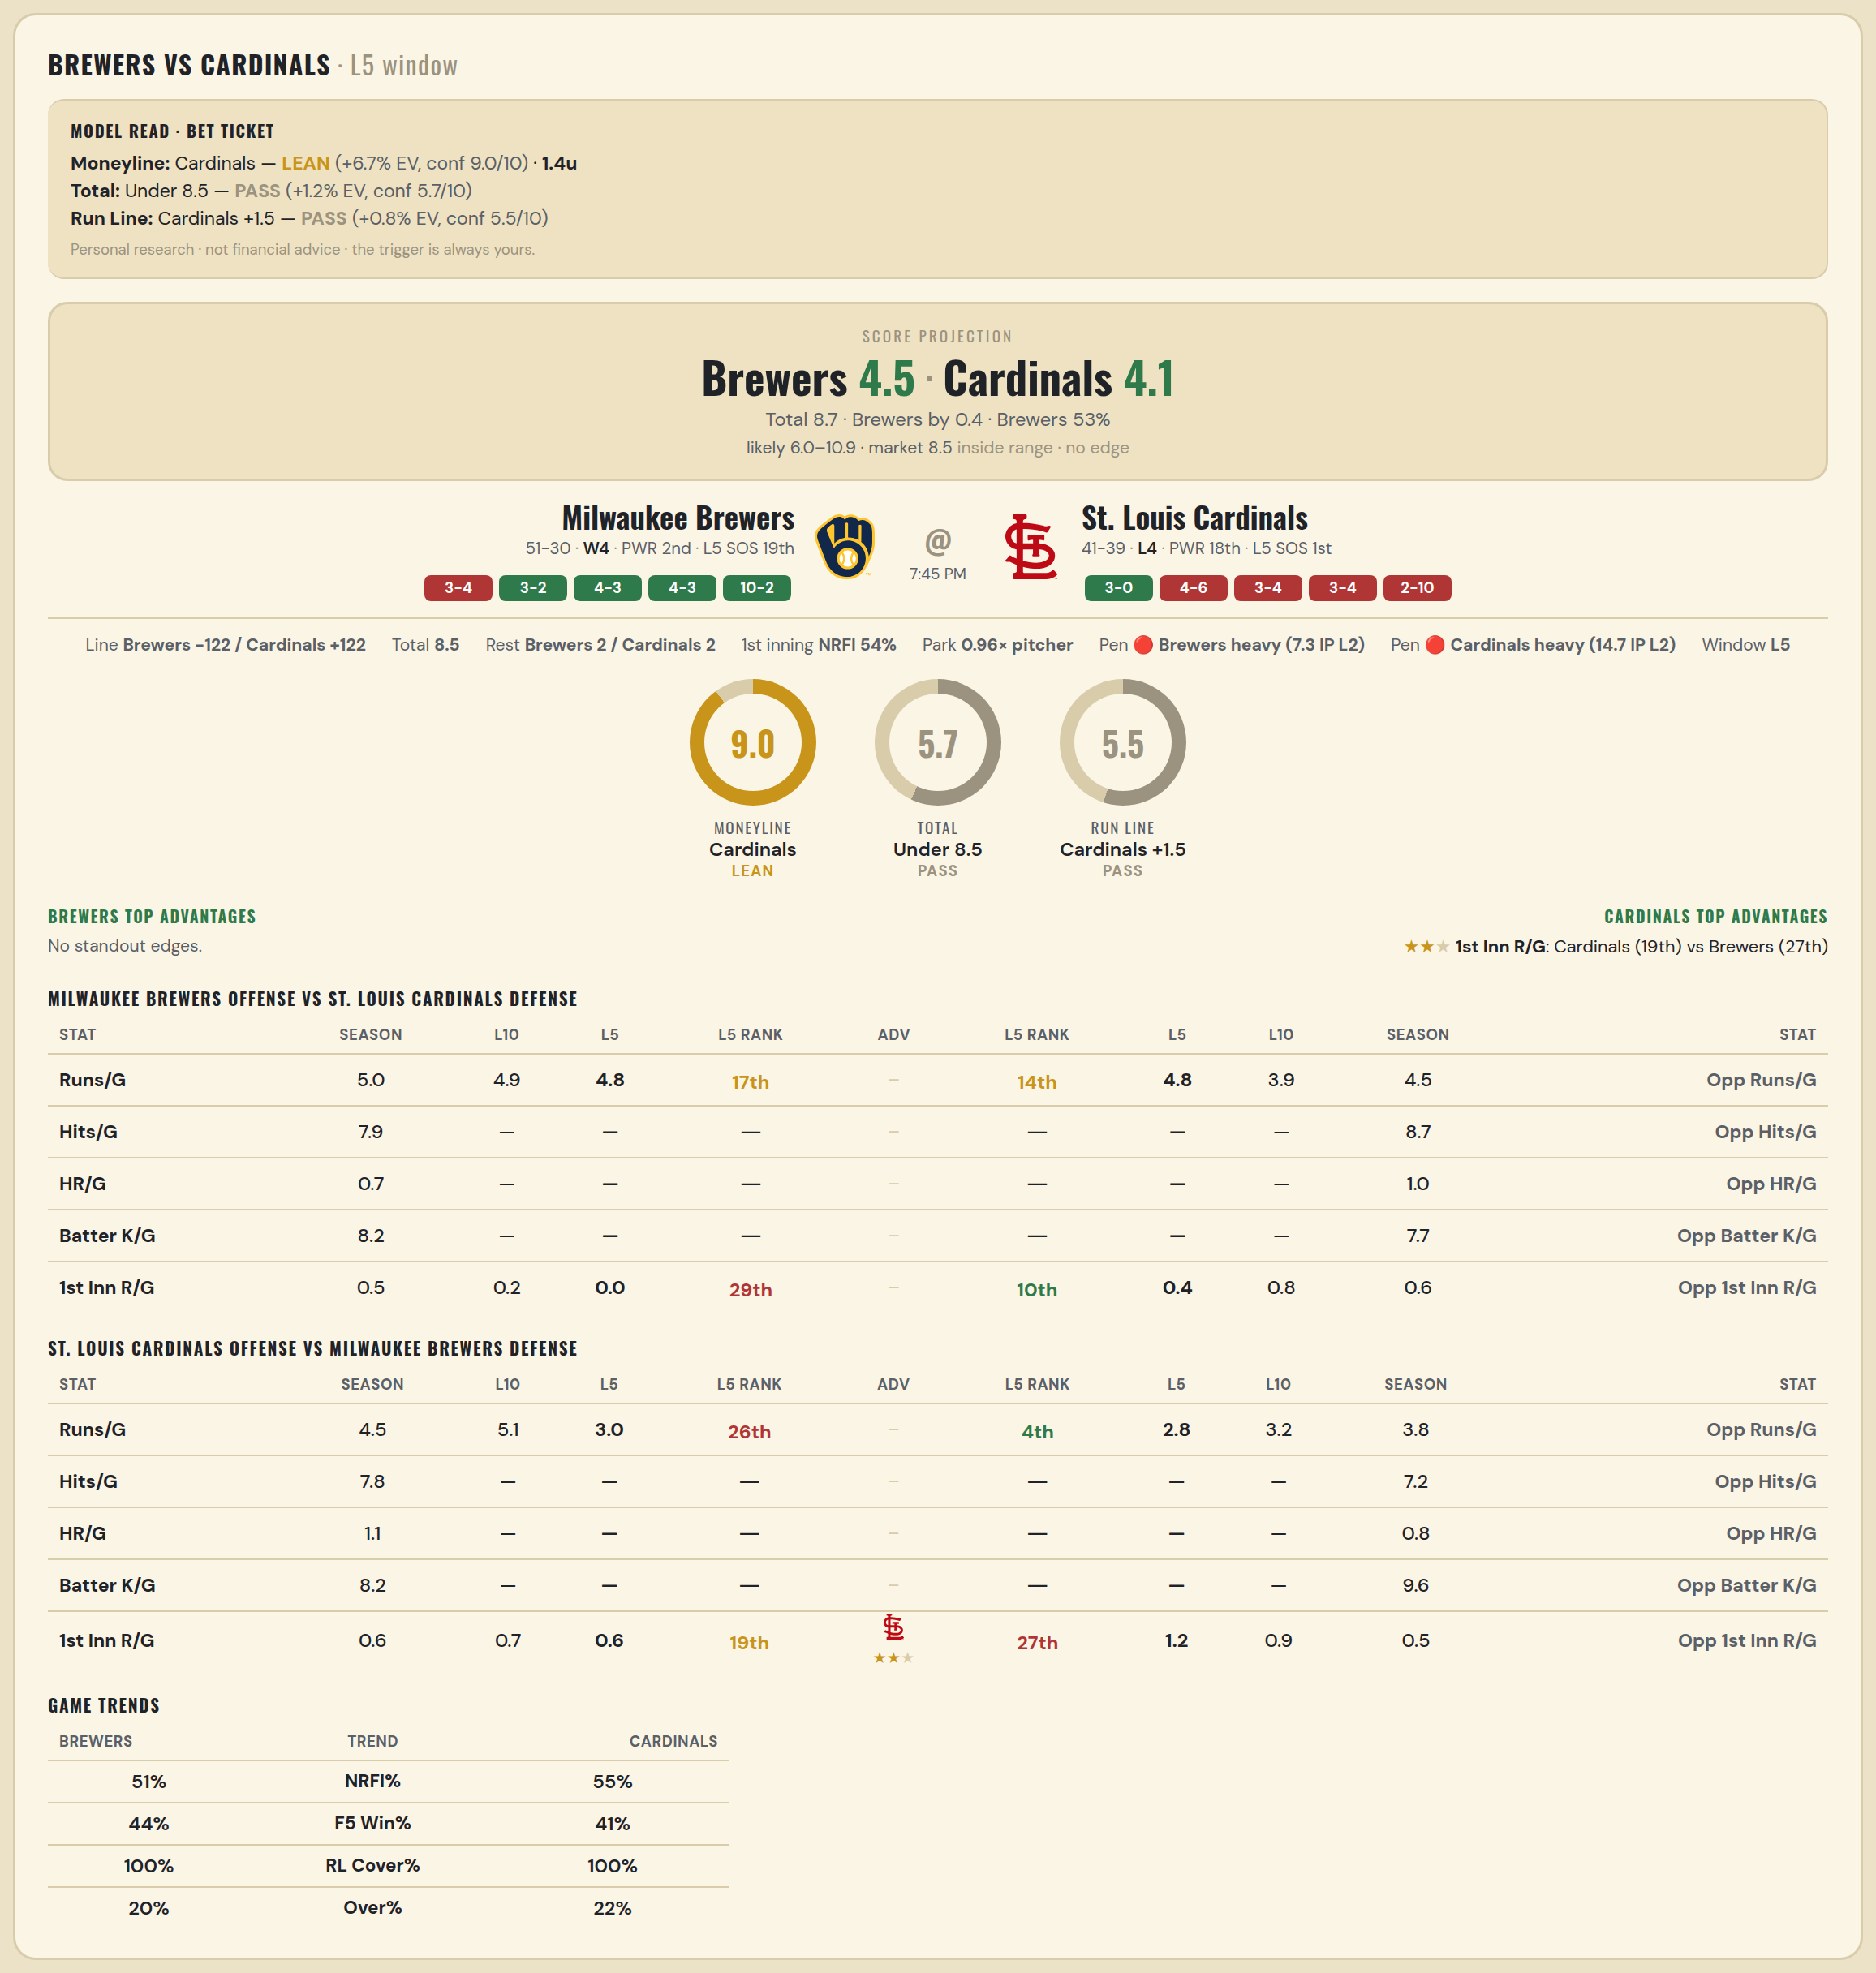 BREWERS VS CARDINALS · L5 window
MODEL READ · BET TICKET
Moneyline: Cardinals — LEAN (+6.7% EV, conf 9.0/10) · 1.4u
Total: Under 8.5 — PASS (+1.2% EV, conf 5.7/10)
Run Line: Cardinals +1.5 — PASS (+0.8% EV, conf 5.5/10)
Personal research · not financial advice · the trigger is always yours.
SCORE PROJECTION
Brewers 4.5 · Cardinals 4.1
Total 8.7 · Brewers by 0.4 · Brewers 53%
likely 6.0–10.9 · market 8.5 inside range · no edge
Milwaukee Brewers
51-30 · W4 · PWR 2nd · L5 SOS 19th
3-4 3-2 4-3 4-3 10-2
@
7:45 PM
St. Louis Cardinals
41-39 · L4 · PWR 18th · L5 SOS 1st
3-0 4-6 3-4 3-4 2-10
Line Brewers -122 / Cardinals +122 Total 8.5 Rest Brewers 2 / Cardinals 2 1st inning NRFI 54% Park 0.96× pitcher Pen 🔴 Brewers heavy (7.3 IP L2) Pen 🔴 Cardinals heavy (14.7 IP L2) Window L5
9.0 5.7 5.5
MONEYLINE TOTAL RUN LINE
Cardinals Under 8.5 Cardinals +1.5
LEAN PASS PASS
BREWERS TOP ADVANTAGES
No standout edges.
CARDINALS TOP ADVANTAGES
★★★ 1st Inn R/G: Cardinals (19th) vs Brewers (27th)
MILWAUKEE BREWERS OFFENSE VS ST. LOUIS CARDINALS DEFENSE
STAT SEASON L10 L5 L5 RANK ADV L5 RANK L5 L10 SEASON STAT
Runs/G 5.0 4.9 4.8 17th – 14th 4.8 3.9 4.5 Opp Runs/G
Hits/G 7.9 — — — – — — — 8.7 Opp Hits/G
HR/G 0.7 — — — – — — — 1.0 Opp HR/G
Batter K/G 8.2 — — — – — — — 7.7 Opp Batter K/G
1st Inn R/G 0.5 0.2 0.0 29th – 10th 0.4 0.8 0.6 Opp 1st Inn R/G
ST. LOUIS CARDINALS OFFENSE VS MILWAUKEE BREWERS DEFENSE
STAT SEASON L10 L5 L5 RANK ADV L5 RANK L5 L10 SEASON STAT
Runs/G 4.5 5.1 3.0 26th – 4th 2.8 3.2 3.8 Opp Runs/G
Hits/G 7.8 — — — – — — — 7.2 Opp Hits/G
HR/G 1.1 — — — – — — — 0.8 Opp HR/G
Batter K/G 8.2 — — — – — — — 9.6 Opp Batter K/G
1st Inn R/G 0.6 0.7 0.6 19th ★★★ 27th 1.2 0.9 0.5 Opp 1st Inn R/G
GAME TRENDS
BREWERS TREND CARDINALS
51% NRFI% 55%
44% F5 Win% 41%
100% RL Cover% 100%
20% Over% 22%